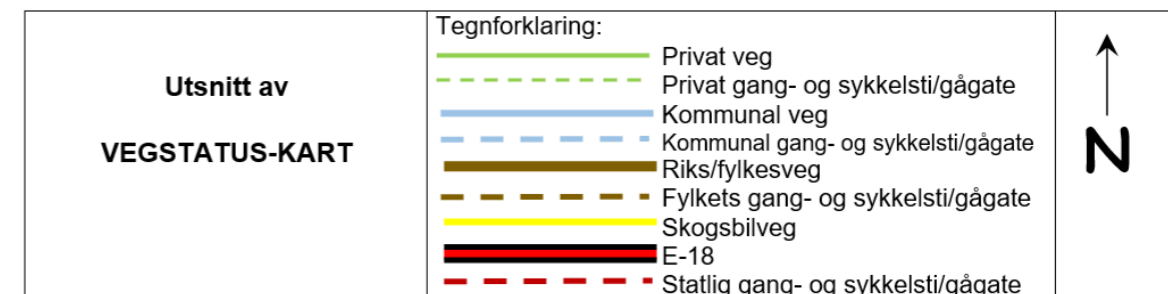 Utsnitt av
VEGSTATUS-KART
Tegnforklaring:
Privat veg
Privat gang- og sykkelsti/gågate
Kommunal veg
Kommunal gang- og sykkelsti/gågate
Riks/fylkesveg
Fylkets gang- og sykkelsti/gågate
Skogsbilveg
E-18
Statlig gang- og sykkelsti/gågate
N